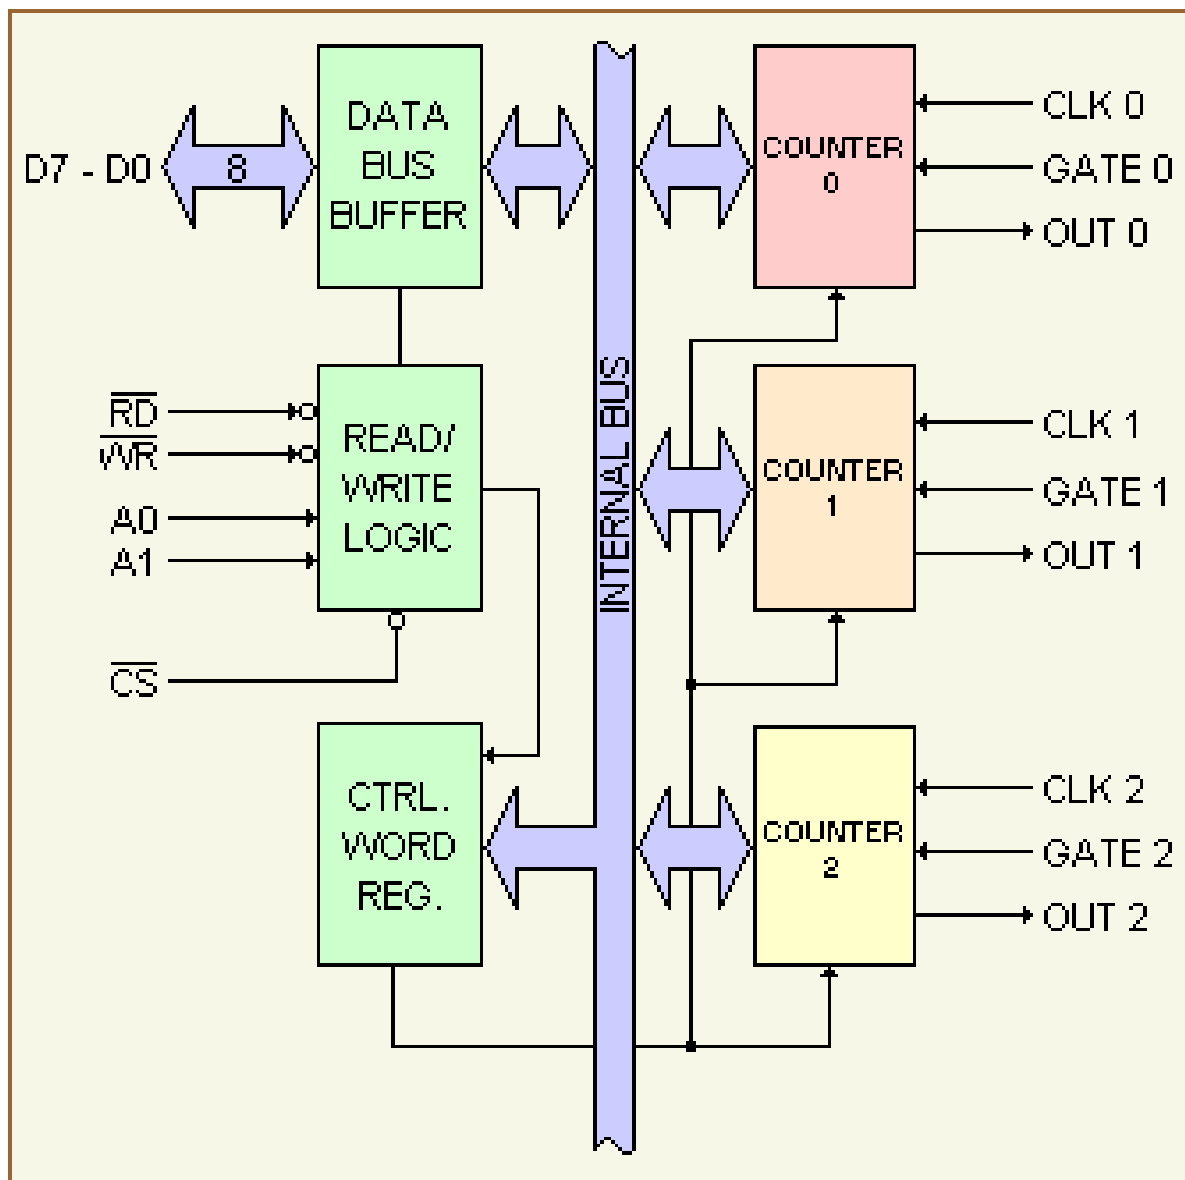 D7 - D0
8
DATA
BUS
BUFFER
COUNTER
0
CLK 0
GATE 0
OUT 0
RD
WR
A0
A1
CS
READ/
WRITE
LOGIC
INTERNAL BUS
COUNTER
1
CLK 1
GATE 1
OUT 1
CTRL.
WORD
REG.
COUNTER
2
CLK 2
GATE 2
OUT 2